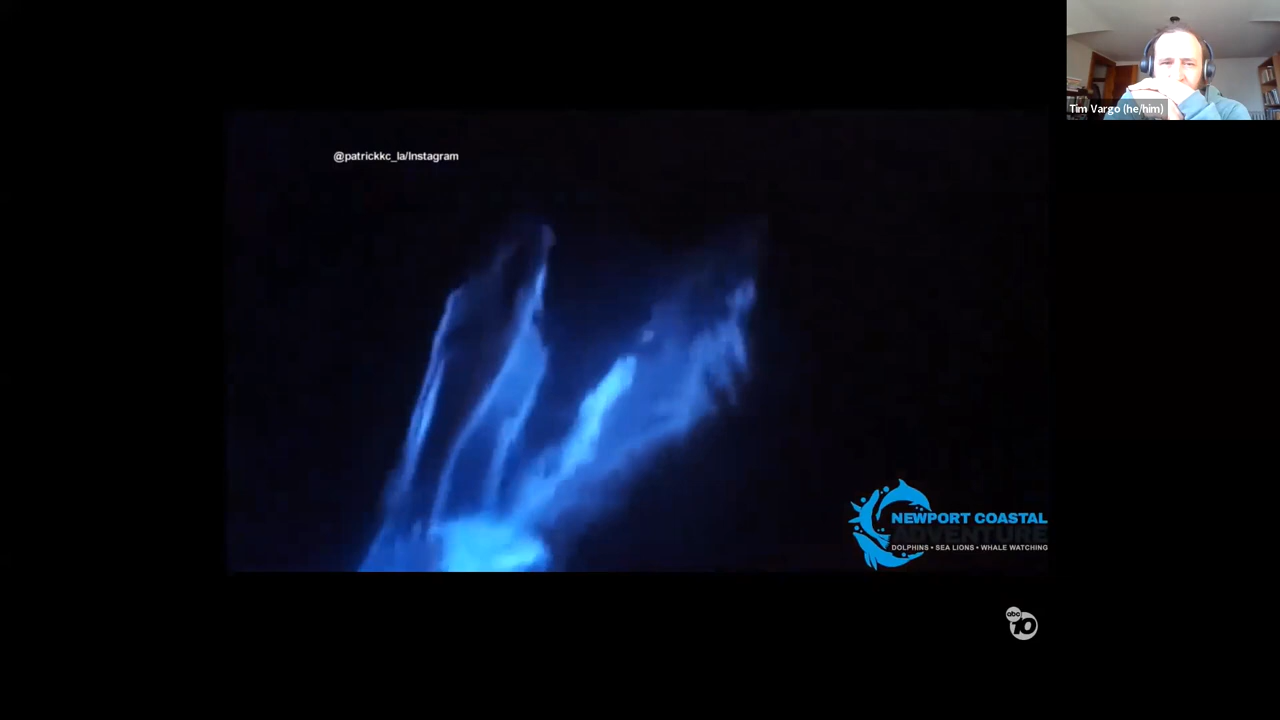 Tim Vargo (he/him)
@patrickkc_la/Instagram
NEWPORT COASTAL
ADVENTURE
DOLPHINS • SEA LIONS • WHALE WATCHING
abc
10